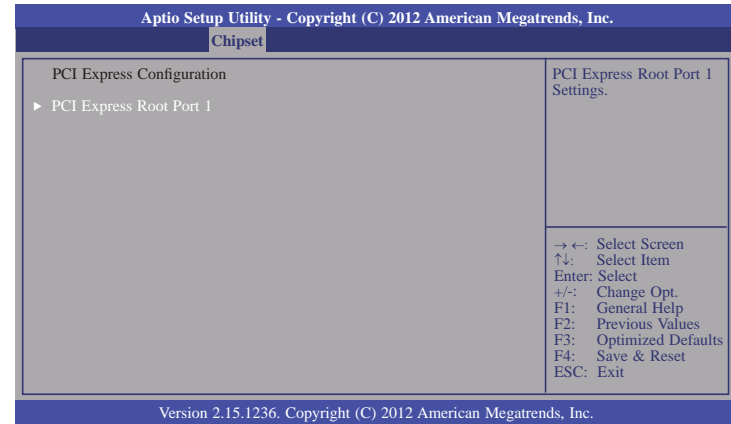 Aptio Setup Utility - Copyright (C) 2012 American Megatrends, Inc.
Chipset
PCI Express Configuration
► PCI Express Root Port 1
PCI Express Root Port 1
Settings.
→←: Select Screen
↑↓: Select Item
Enter: Select
+/-: Change Opt.
F1: General Help
F2: Previous Values
F3: Optimized Defaults
F4: Save & Reset
ESC: Exit
Version 2.15.1236. Copyright (C) 2012 American Megatrends, Inc.